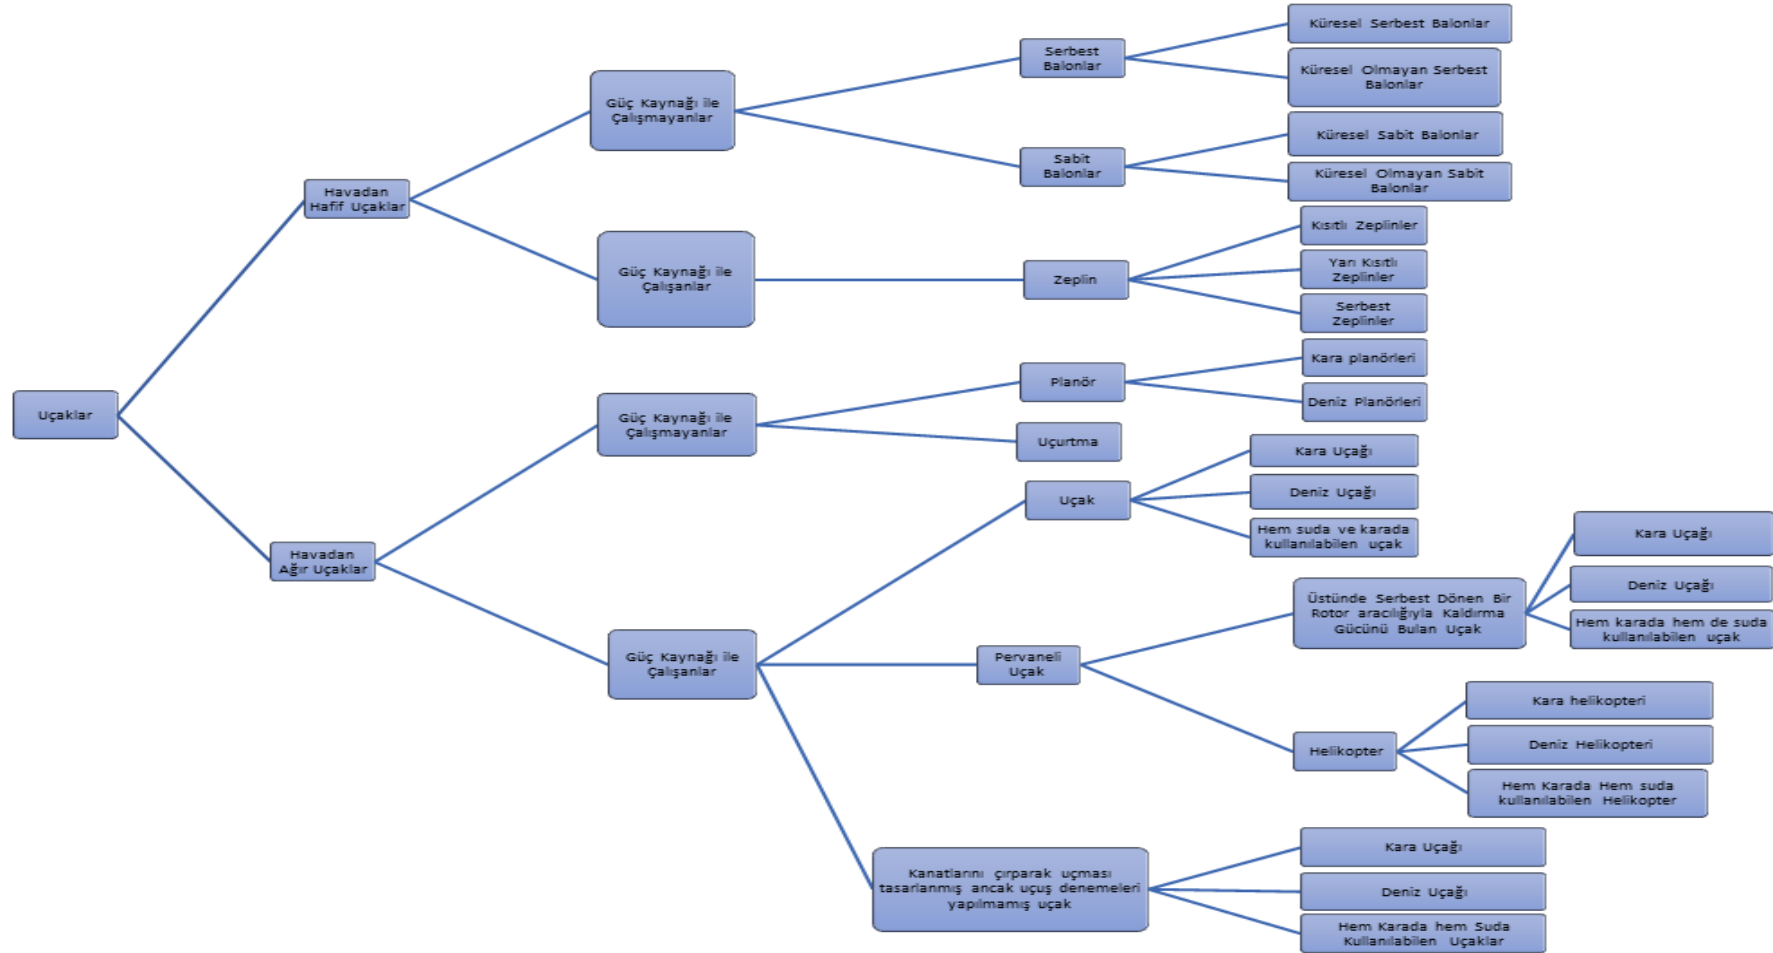 Uçaklar
Havadan
Hafif Uçaklar
Güç Kaynağı ile
Çalışmayanlar
Serbest
Balonlar
Küresel Serbest Balonlar
Küresel Olmayan Serbest
Balonlar
Sabit
Balonlar
Küresel Sabit Balonlar
Küresel Olmayan Sabit
Balonlar
Güç Kaynağı ile
Çalışanlar
Zeplin
Kısıtlı Zeplinler
Yarı Kısıtlı
Zeplinler
Serbest
Zeplinler
Havadan
Ağır Uçaklar
Güç Kaynağı ile
Çalışmayanlar
Planör
Kara planörleri
Deniz Planörleri
Uçurtma
Güç Kaynağı ile
Çalışanlar
Uçak
Kara Uçağı
Deniz Uçağı
Hem suda ve karada
kullanılabilen uçak
Pervaneli
Uçak
Üstünde Serbest Dönen Bir
Rotor aracılığıyla Kaldırma
Gücünü Bulan Uçak
Kara Uçağı
Deniz Uçağı
Hem karada hem de suda
kullanılabilen uçak
Helikopter
Kara helikopteri
Deniz Helikopteri
Hem Karada Hem suda
kullanılabilen Helikopter
Kanatlarını çırparak uçması
tasarlanmış ancak uçuş denemeleri
yapılmamış uçak
Kara Uçağı
Deniz Uçağı
Hem Karada hem Suda
Kullanılabilen Uçaklar